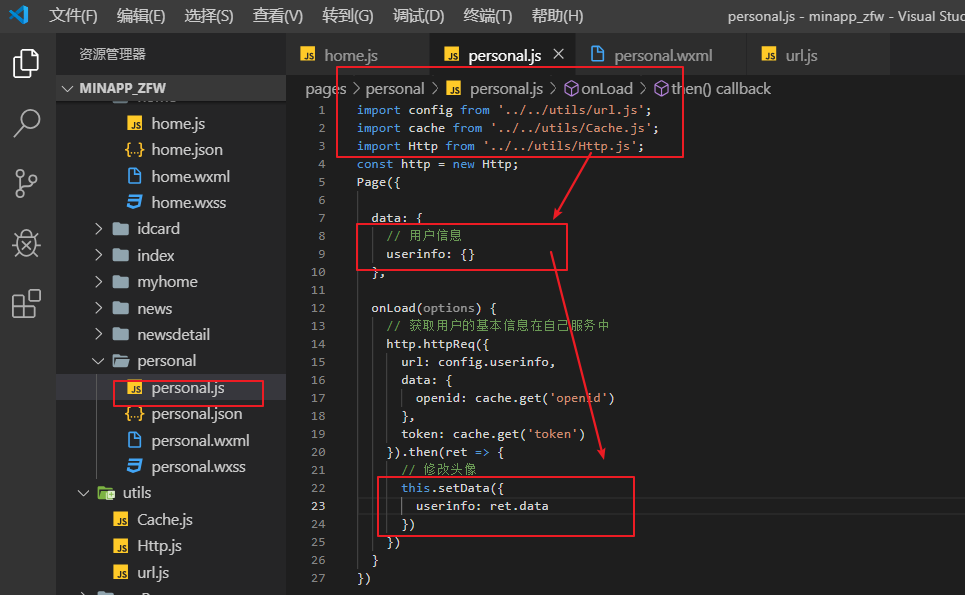 文件(F) 编辑(E) 选择(S) 查看(V) 转到(G) 调试(D) 终端(T) 帮助(H) personal.js - minapp_zfw - Visual Stu
资源管理器
MINAPP_ZFW
home
home.js
home.json
home.wxml
home.wxss
idcard
index
myhome
news
newsdetail
personal
personal.js
personal.json
personal.wxml
personal.wxss
utils
Cache.js
Http.js
url.js
home.js personal.js personal.wxml url.js
pages > personal > personal.js > onLoad > then() callback
1 import config from '../../utils/url.js';
2 import cache from '../../utils/Cache.js';
3 import Http from '../../utils/Http.js';
4 const http = new Http;
5 Page({
6
7 data: {
8 // 用户信息
9 userinfo: {}
10 },
11
12 onLoad(options) {
13 // 获取用户的基本信息在自己服务中
14 http.httpReq({
15 url: config.userinfo,
16 data: {
17 openid: cache.get('openid')
18 },
19 token: cache.get('token')
20 }).then(ret => {
21 // 修改头像
22 this.setData({
23 userinfo: ret.data
24 })
25 })
26 }
27 })